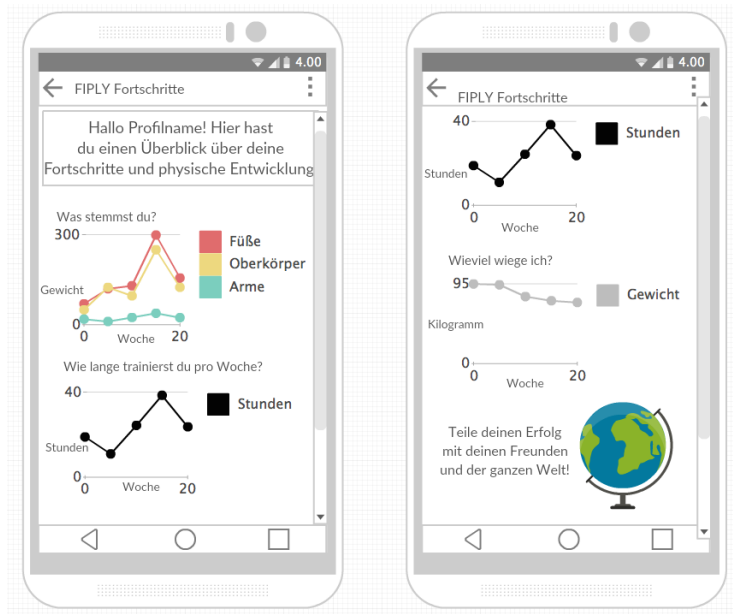 4.00
FIPLY Fortschritte
Hallo Profilname! Hier hast
du einen Überblick über deine
Fortschritte und physische Entwicklung
Was stemmst du?
300
Füße
Oberkörper
Arme
Gewicht
0
0
Woche
20
Wie lange trainierst du pro Woche?
40
Stunden
Stunden
0
0
Woche
20
4.00
FIPLY Fortschritte
40
Stunden
Stunden
0
0
Woche
20
Wieviel wiege ich?
95
Gewicht
Kilogramm
0
0
Woche
20
Teile deinen Erfolg
mit deinen Freunden
und der ganzen Welt!